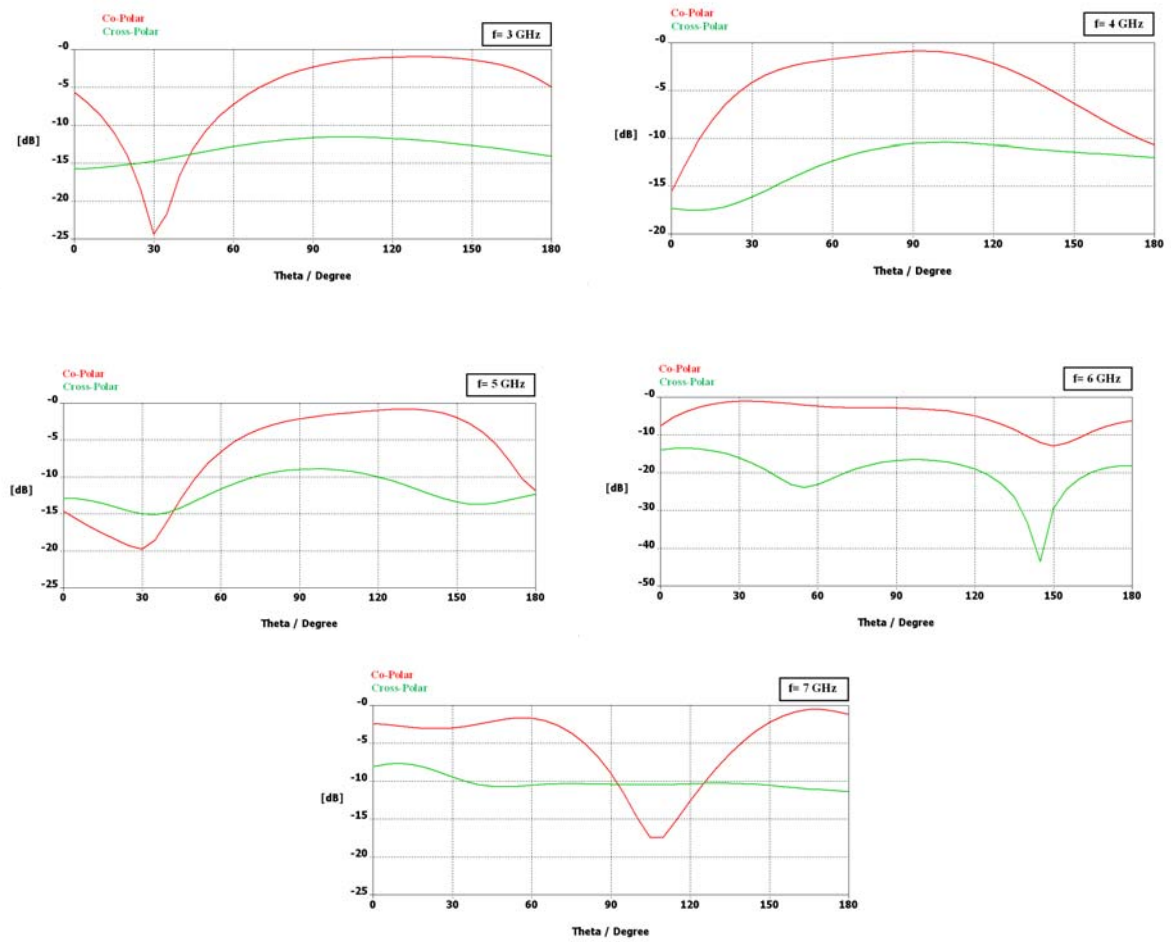 Co-Polar
Cross-Polar
f= 3 GHz
-0
-5
-10
[dB]
-15
-20
-25
0 30 60 90 120 150 180
Theta / Degree
Co-Polar
Cross-Polar
f= 4 GHz
-0
-5
-10
[dB]
-15
-20
0 30 60 90 120 150 180
Theta / Degree
Co-Polar
Cross-Polar
f= 5 GHz
-0
-5
-10
[dB]
-15
-20
-25
0 30 60 90 120 150 180
Theta / Degree
Co-Polar
Cross-Polar
f= 6 GHz
-0
-10
-20
[dB]
-30
-40
-50
0 30 60 90 120 150 180
Theta / Degree
Co-Polar
Cross-Polar
f= 7 GHz
-0
-5
-10
[dB]
-15
-20
-25
0 30 60 90 120 150 180
Theta / Degree